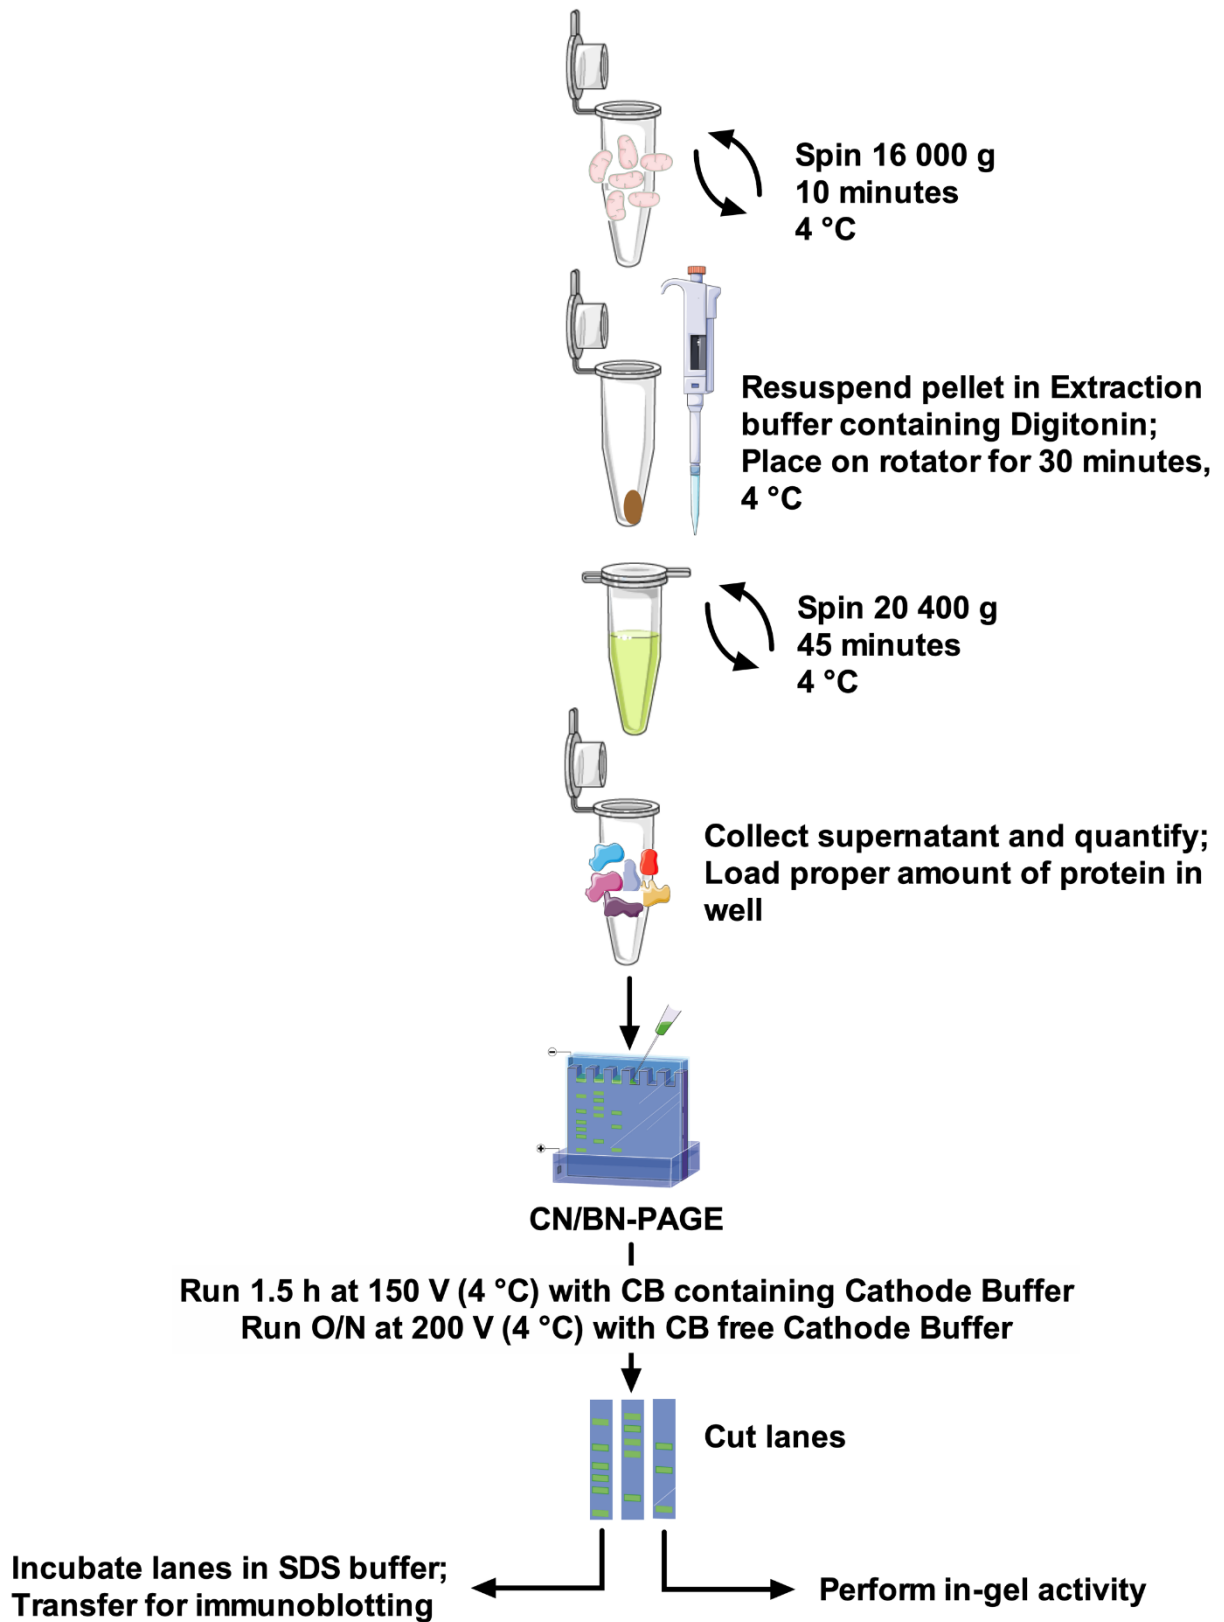 Spin 16 000 g
10 minutes
4 °C
Resuspend pellet in Extraction
buffer containing Digitonin;
Place on rotator for 30 minutes,
4 °C
Spin 20 400 g
45 minutes
4 °C
Collect supernatant and quantify;
Load proper amount of protein in
well
CN/BN-PAGE
Run 1.5 h at 150 V (4 °C) with CB containing Cathode Buffer
Run O/N at 200 V (4 °C) with CB free Cathode Buffer
Cut lanes
Incubate lanes in SDS buffer;
Transfer for immunoblotting
Perform in-gel activity